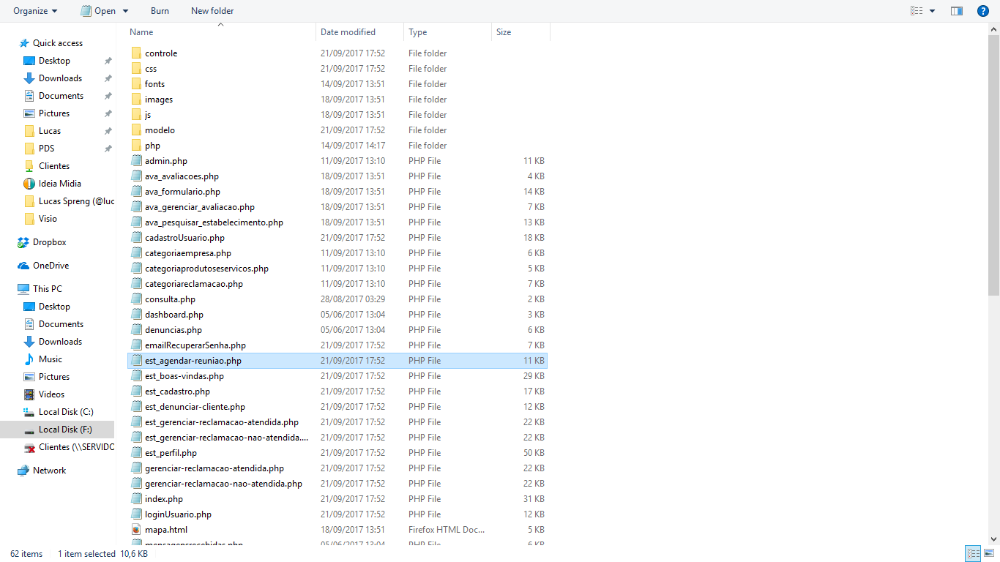 Organize Open Burn New folder
Name Date modified Type Size
Quick access
Desktop
Downloads
Documents
Pictures
Lucas
PDS
Clientes
Ideia Midia
Lucas Spreng (@luc
Visio
Dropbox
OneDrive
This PC
Desktop
Documents
Downloads
Music
Pictures
Videos
Local Disk (C:)
Local Disk (F:)
Clientes (\\SERVIDO
Network
controle 21/09/2017 17:52 File folder
css 21/09/2017 17:52 File folder
fonts 14/09/2017 13:51 File folder
images 18/09/2017 13:51 File folder
js 18/09/2017 13:51 File folder
modelo 21/09/2017 17:52 File folder
php 14/09/2017 14:17 File folder
admin.php 11/09/2017 13:10 PHP File 11 KB
ava_avaliacoes.php 18/09/2017 13:51 PHP File 4 KB
ava_formulario.php 18/09/2017 13:51 PHP File 14 KB
ava_gerenciar_avaliacao.php 18/09/2017 13:51 PHP File 7 KB
ava_pesquisar_estabelecimento.php 18/09/2017 13:51 PHP File 13 KB
cadastroUsuario.php 21/09/2017 17:52 PHP File 18 KB
categoriaempresa.php 11/09/2017 13:10 PHP File 6 KB
categoriaprodutoseservicos.php 11/09/2017 13:10 PHP File 5 KB
categoriareclamacao.php 11/09/2017 13:10 PHP File 7 KB
consulta.php 28/08/2017 03:29 PHP File 2 KB
dashboard.php 05/06/2017 13:04 PHP File 3 KB
denuncias.php 05/06/2017 13:04 PHP File 6 KB
emailRecuperarSenha.php 21/09/2017 17:52 PHP File 7 KB
est_agendar-reuniao.php 21/09/2017 17:52 PHP File 11 KB
est_boas-vindas.php 21/09/2017 17:52 PHP File 29 KB
est_cadastro.php 21/09/2017 17:52 PHP File 17 KB
est_denunciar-cliente.php 21/09/2017 17:52 PHP File 12 KB
est_gerenciar-reclamacao-atendida.php 21/09/2017 17:52 PHP File 22 KB
est_gerenciar-reclamacao-nao-atendida.... 21/09/2017 17:52 PHP File 22 KB
est_perfil.php 21/09/2017 17:52 PHP File 50 KB
gerenciar-reclamacao-atendida.php 21/09/2017 17:52 PHP File 22 KB
gerenciar-reclamacao-nao-atendida.php 21/09/2017 17:52 PHP File 22 KB
index.php 21/09/2017 17:52 PHP File 31 KB
loginUsuario.php 21/09/2017 17:52 PHP File 12 KB
mapa.html 18/09/2017 13:51 Firefox HTML Doc... 5 KB
mensagensrecebidas.php 05/06/2017 13:04 PHP File 6 KB
62 items 1 item selected 10,6 KB